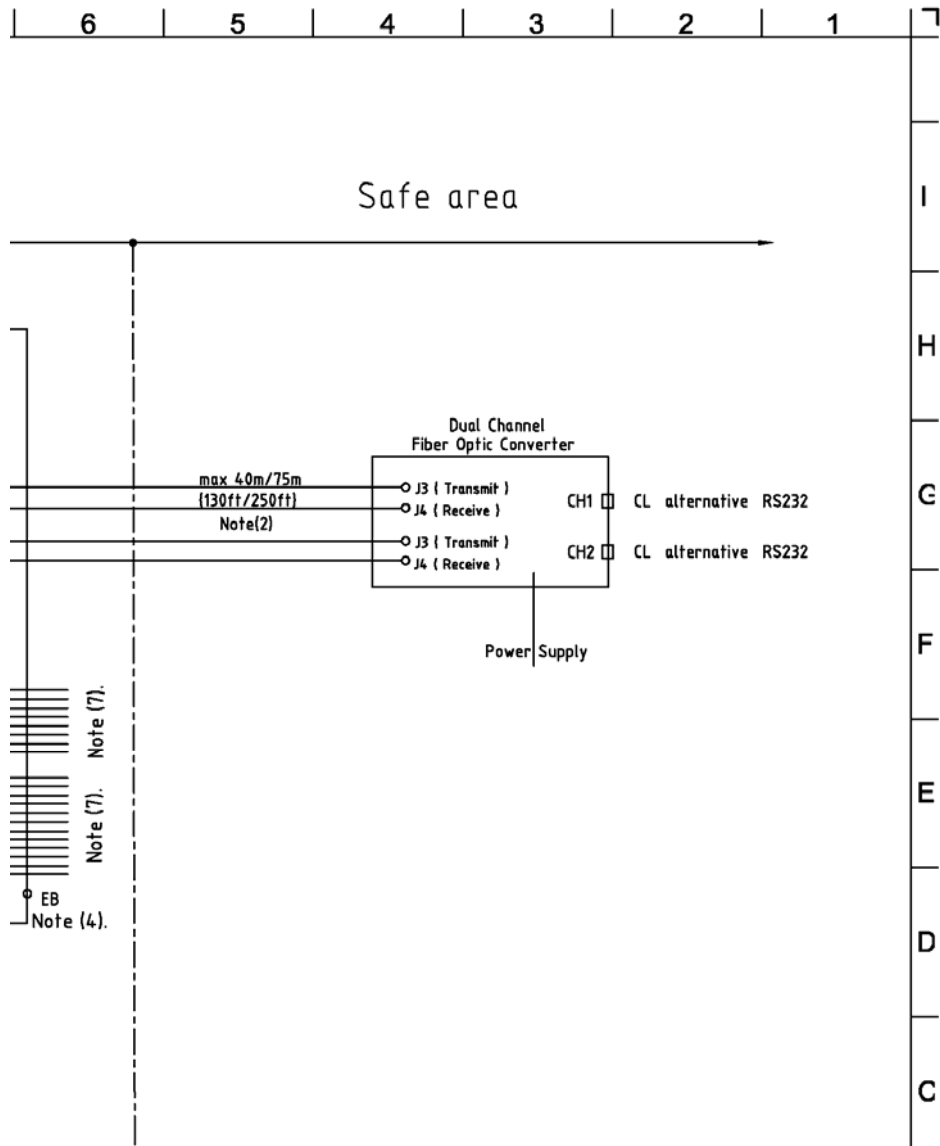 6 5 4 3 2 1
I
Safe area
H
Dual Channel
Fiber Optic Converter
max 40m/75m
(130ft/250ft)
Note(2)
J3 ( Transmit )
J4 ( Receive )
J3 ( Transmit )
J4 ( Receive )
CH1 CL alternative RS232
CH2 CL alternative RS232
G
Power Supply
F
Note (7).
Note (7).
E
EB
Note (4).
D
C